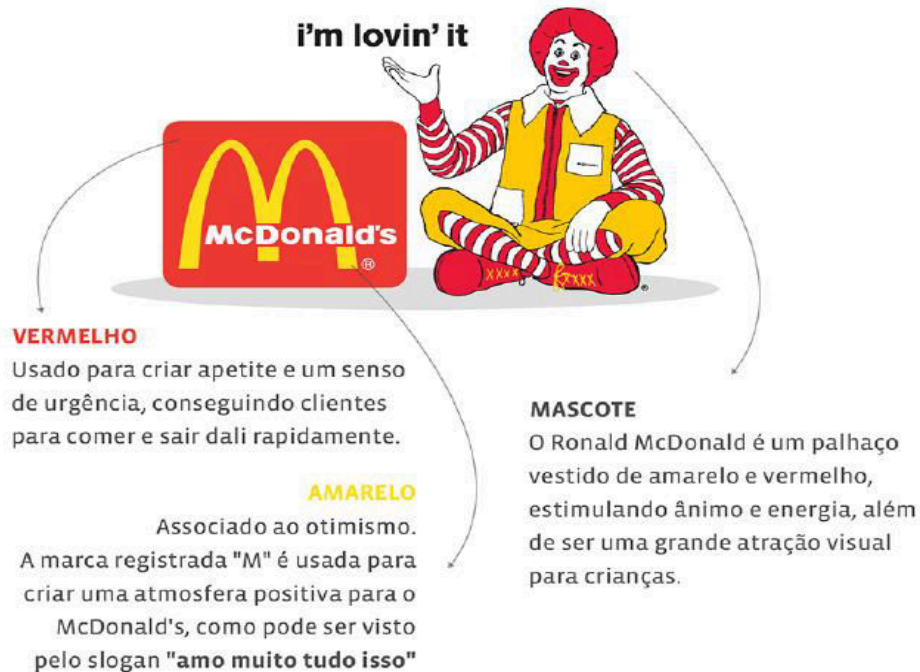 i'm lovin' it
McDonald's
®
XXXX
XXXX
®
VERMELHO
Usado para criar apetite e um senso
de urgência, conseguindo clientes
para comer e sair dali rapidamente.
AMARELO
Associado ao otimismo.
A marca registrada "M" é usada para
criar uma atmosfera positiva para o
McDonald's, como pode ser visto
pelo slogan "amo muito tudo isso"
MASCOTE
O Ronald McDonald é um palhaço
vestido de amarelo e vermelho,
estimulando ânimo e energia, além
de ser uma grande atração visual
para crianças.